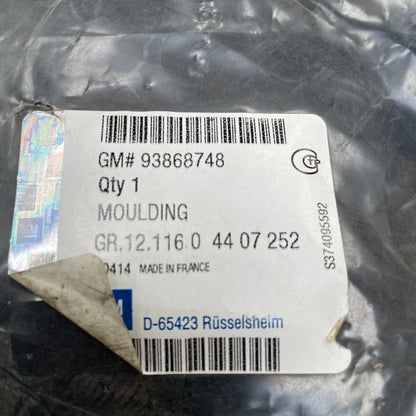 GM# 93868748
Qty 1
MOULDING
GR.12.116.0 44 07 252
0414 MADE IN FRANCE
D-65423 Rüsselsheim
S374095592